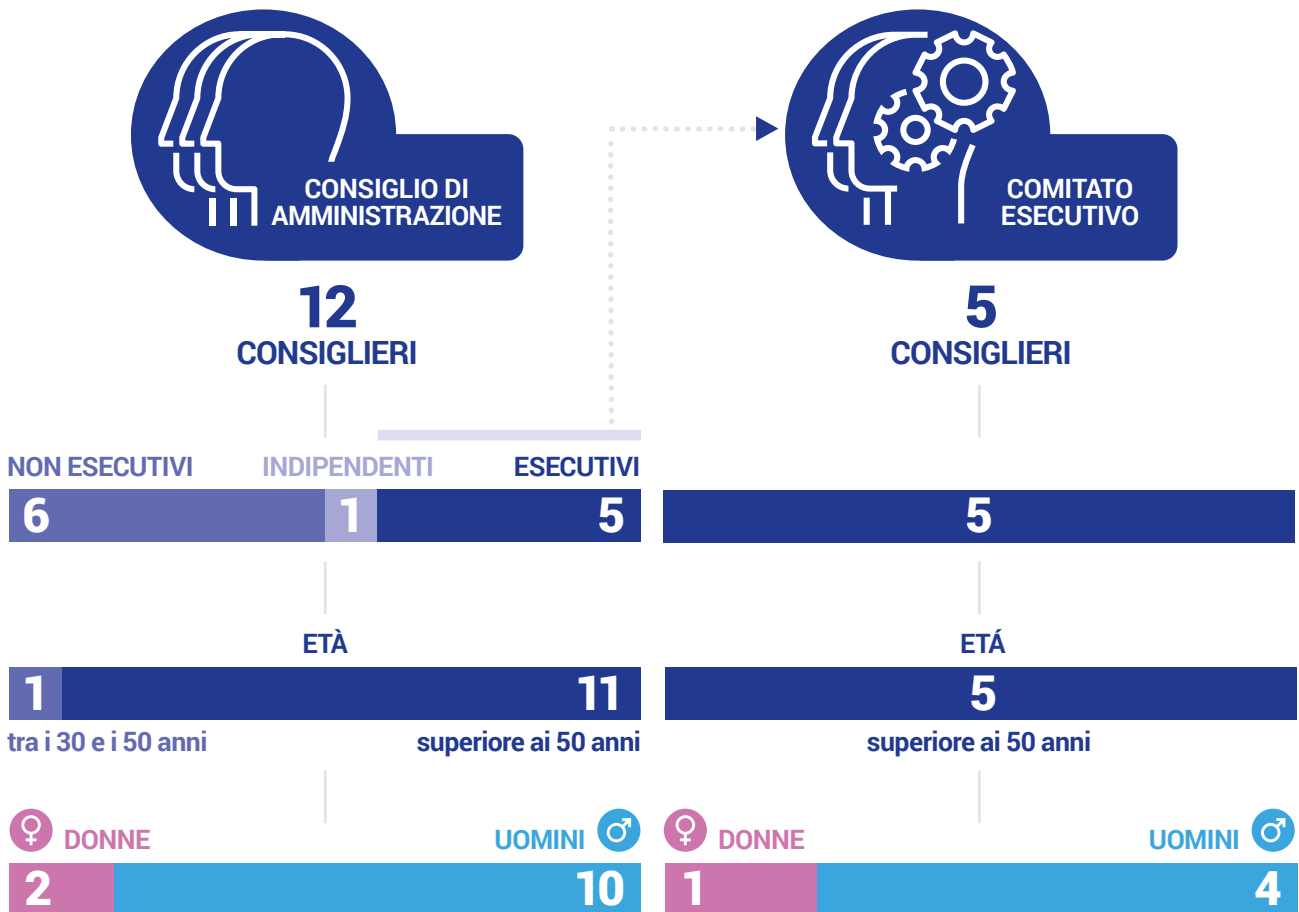 CONSIGLIO DI
AMMINISTRAZIONE
12
CONSIGLIERI
NON ESECUTIVI INDIPENDENTI ESECUTIVI
6 1 5
ETÀ
1 11
tra i 30 e i 50 anni superiore ai 50 anni
DONNE UOMINI
2 10
COMITATO
ESECUTIVO
5
CONSIGLIERI
5
ETÁ
5
superiore ai 50 anni
DONNE UOMINI
1 4